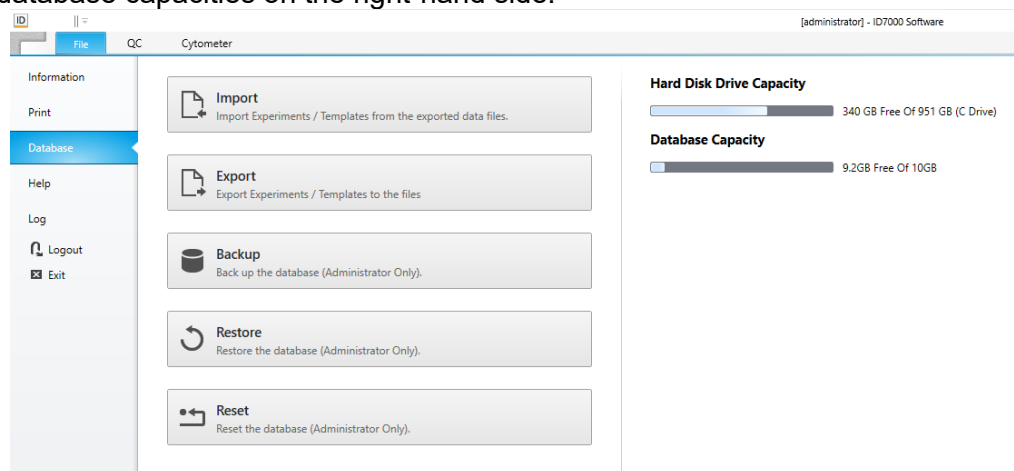 database capacities on the right-hand side.
ID
[administrator] - ID7000 Software
File QC Cytometer
Information
Print
Database
Help
Log
Logout
Exit
Import
Import Experiments / Templates from the exported data files.
Export
Export Experiments / Templates to the files
Backup
Back up the database (Administrator Only).
Restore
Restore the database (Administrator Only).
Reset
Reset the database (Administrator Only).
Hard Disk Drive Capacity
340 GB Free Of 951 GB (C Drive)
Database Capacity
9.2GB Free Of 10GB